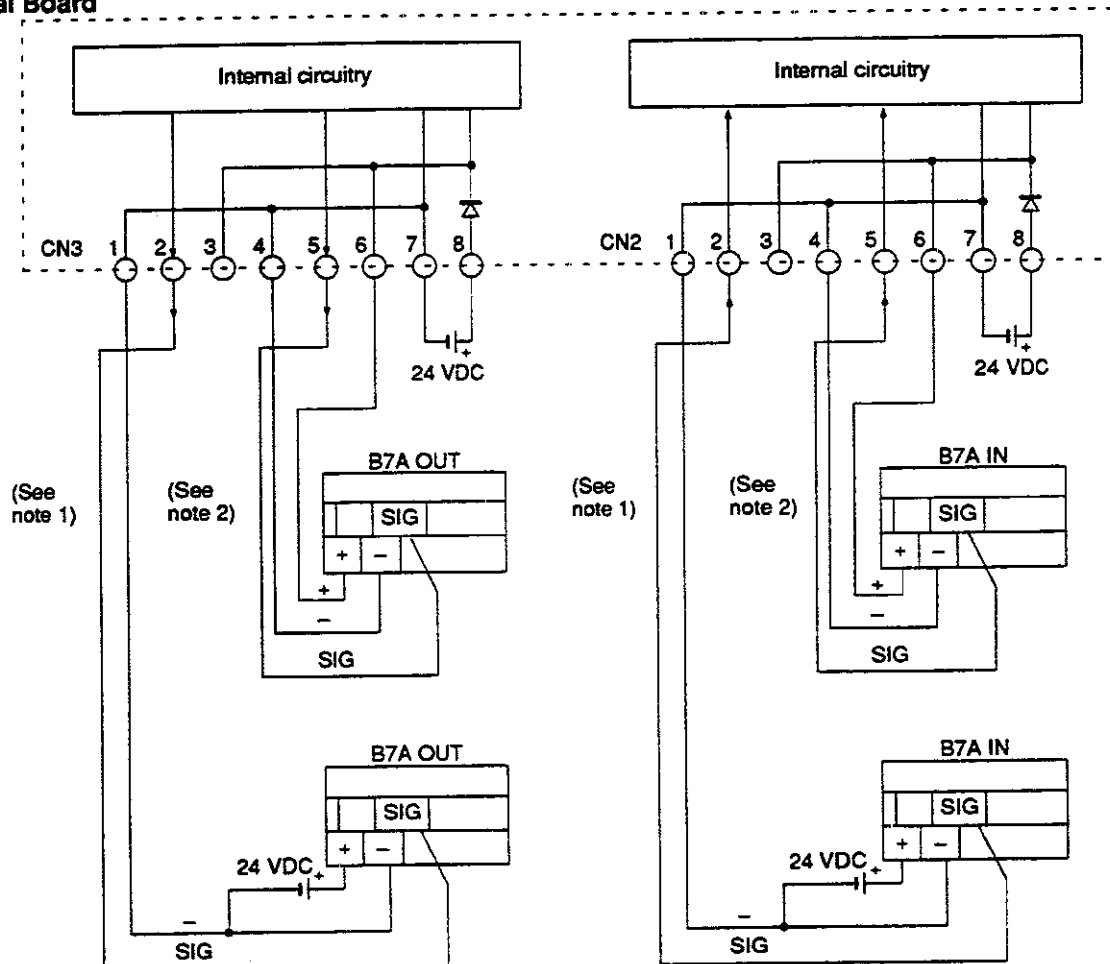 al Board
Internal circuitry
CN3 1 2 3 4 5 6 7 8
24 VDC
(See
note 1)
(See
note 2)
B7A OUT
SIG
+ –
+
–
SIG
B7A OUT
SIG
+ –
24 VDC +
–
SIG
Internal circuitry
CN2 1 2 3 4 5 6 7 8
+
24 VDC
(See
note 1)
(See
note 2)
B7A IN
SIG
+ –
+
–
SIG
B7A IN
SIG
+ –
24 VDC +
–
SIG